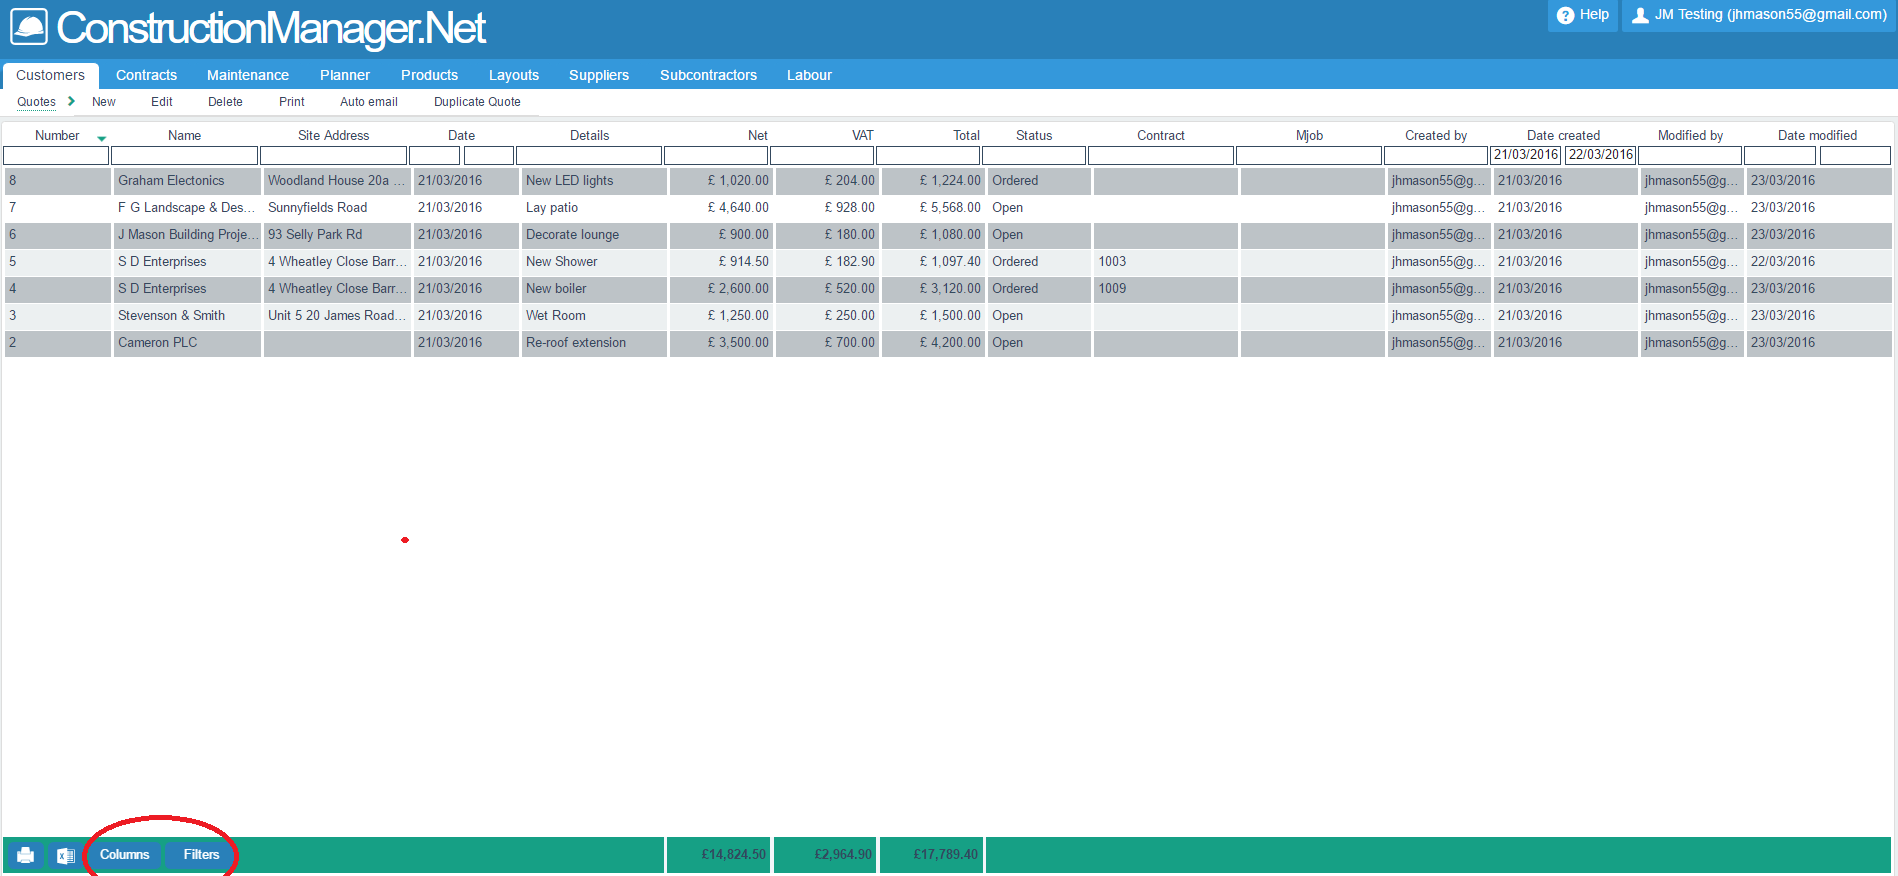 ConstructionManager.Net
Help JM Testing (jhmason55@gmail.com)
Customers Contracts Maintenance Planner Products Layouts Suppliers Subcontractors Labour
Quotes New Edit Delete Print Auto email Duplicate Quote
Number Name Site Address Date Details Net VAT Total Status Contract Mjob Created by Date created Modified by Date modified
21/03/2016 22/03/2016
8 Graham Electonics Woodland House 20a ... 21/03/2016 New LED lights £ 1,020.00 £ 204.00 £ 1,224.00 Ordered jhmason55@g... 21/03/2016 jhmason55@g... 23/03/2016
7 F G Landscape & Des... Sunnyfields Road 21/03/2016 Lay patio £ 4,640.00 £ 928.00 £ 5,568.00 Open jhmason55@g... 21/03/2016 jhmason55@g... 23/03/2016
6 J Mason Building Proje... 93 Selly Park Rd 21/03/2016 Decorate lounge £ 900.00 £ 180.00 £ 1,080.00 Open jhmason55@g... 21/03/2016 jhmason55@g... 23/03/2016
5 S D Enterprises 4 Wheatley Close Barr... 21/03/2016 New Shower £ 914.50 £ 182.90 £ 1,097.40 Ordered 1003 jhmason55@g... 21/03/2016 jhmason55@g... 22/03/2016
4 S D Enterprises 4 Wheatley Close Barr... 21/03/2016 New boiler £ 2,600.00 £ 520.00 £ 3,120.00 Ordered 1009 jhmason55@g... 21/03/2016 jhmason55@g... 23/03/2016
3 Stevenson & Smith Unit 5 20 James Road... 21/03/2016 Wet Room £ 1,250.00 £ 250.00 £ 1,500.00 Open jhmason55@g... 21/03/2016 jhmason55@g... 23/03/2016
2 Cameron PLC 21/03/2016 Re-roof extension £ 3,500.00 £ 700.00 £ 4,200.00 Open jhmason55@g... 21/03/2016 jhmason55@g... 23/03/2016
Columns Filters £14,824.50 £2,964.90 £17,789.40